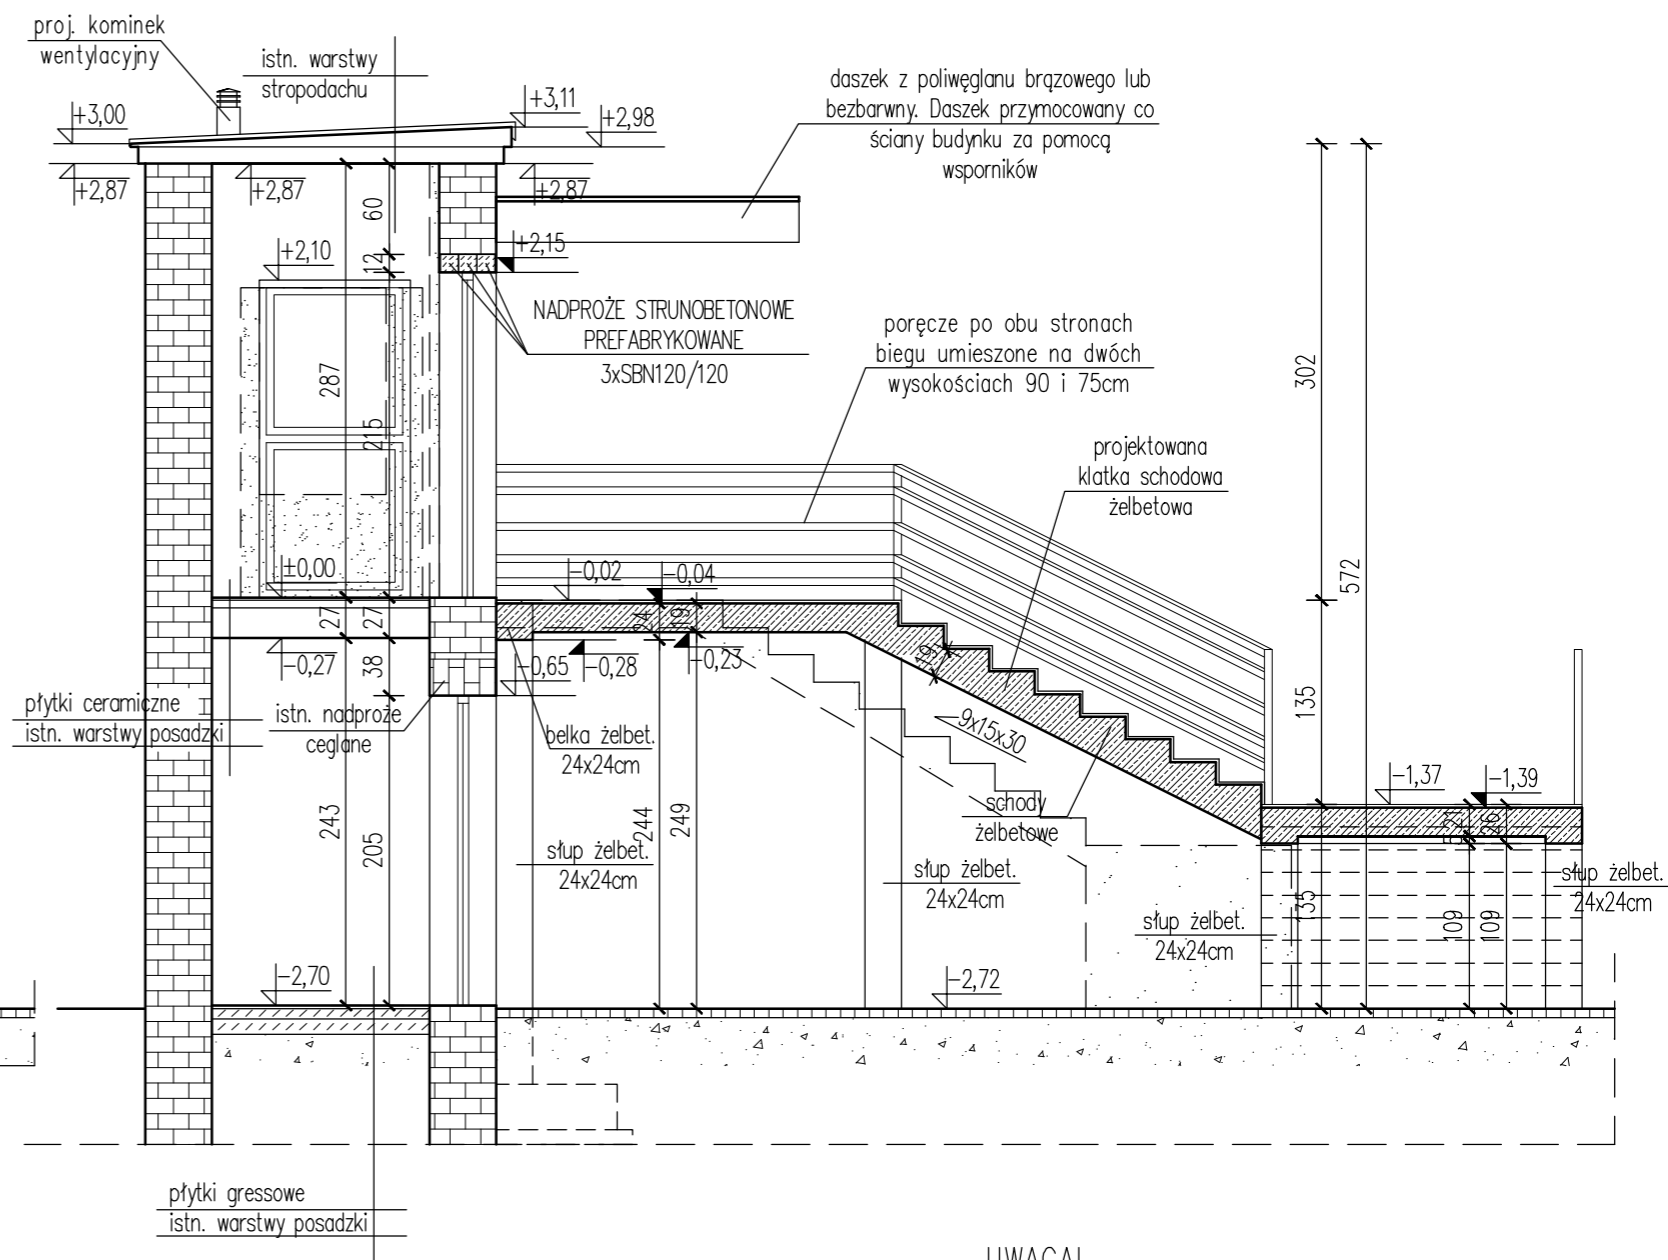 proj. kominek
wentylacyjny
istn. warstwy
stropodachu
+3,00
+3,11
+2,98
daszek z poliwęglanu brązowego lub
bezbarwny. Daszek przymocowany co
ściany budynku za pomocą
wsporników
+2,87
+2,87
+2,87
60
+2,10
12
+2,15
NADPROŻE STRUNOBETONOWE
PREFABRYKOWANE
3xSBN120/120
poręcze po obu stronach
biegu umieszone na dwóch
wysokościach 90 i 75cm
302
287
215
projektowana
klatka schodowa
żelbetowa
572
±0,00
-0,02
-0,04
27
27
24
19
-0,27
38
-0,65
-0,28
-0,23
19
płytki ceramiczne
istn. warstwy posadzki
istn. nadproże
ceglane
belka żelbet.
24x24cm
9x15x30
135
-1,37
-1,39
schody
żelbetowe
21
26
243
205
244
249
słup żelbet.
24x24cm
słup żelbet.
24x24cm
słup żelbet.
24x24cm
słup żelbet.
24x24cm
135
109
109
-2,70
-2,72
płytki gressowe
istn. warstwy posadzki
UWAGA!